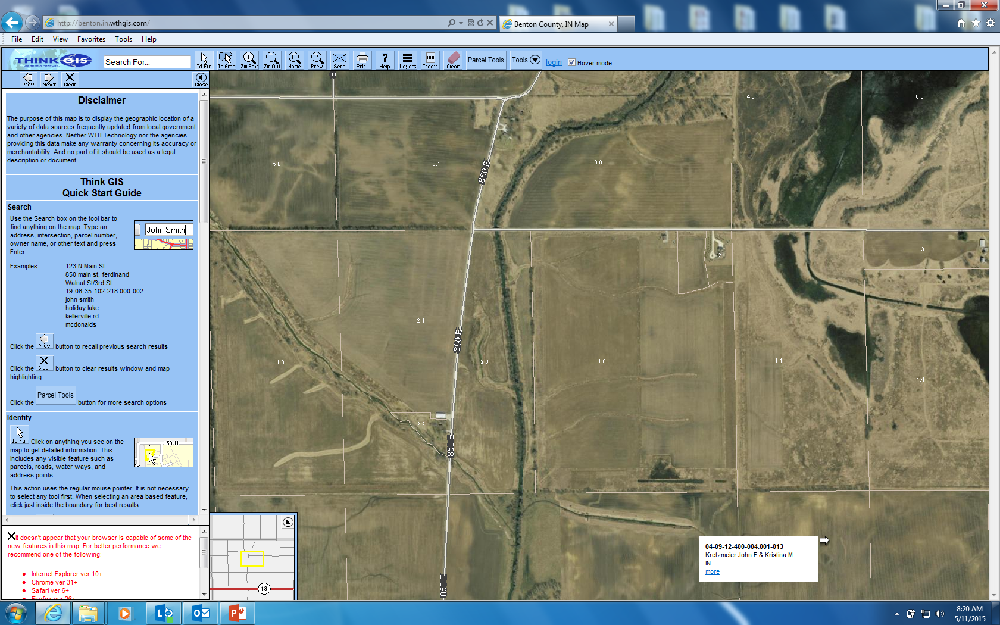 http://benton.in.wthgis.com/
Benton County, IN Map
File Edit View Favorites Tools Help
THINK GIS
GIS WITH A PURPOSE
Search For...
Id Ftr
Id Area
Zm Box
Zm Out
Home
Prev
Send
Print
Help
Layers
Index
Clear
Parcel Tools
Tools
login
Hover mode
Prev
Next
Clear
Close
Disclaimer
The purpose of this map is to display the geographic location of a
variety of data sources frequently updated from local government
and other agencies. Neither WTH Technology nor the agencies
providing this data make any warranty concerning its accuracy or
merchantability. And no part of it should be used as a legal
description or document.
Think GIS
Quick Start Guide
Search
Use the Search box on the tool bar to
find anything on the map. Type an
address, intersection, parcel number,
owner name, or other text and press
Enter.
John Smith
Examples:
123 N Main St
850 main st, ferdinand
Walnut St/3rd St
19-06-35-102-218.000-002
john smith
holiday lake
kellerville rd
mcdonalds
Click the Prev button to recall previous search results
Click the Clear button to clear results window and map
highlighting
Click the Parcel Tools button for more search options
Identify
Id Ftr Click on anything you see on the
map to get detailed information. This
includes any visible feature such as
parcels, roads, water ways, and
address points.
150 N
This action uses the regular mouse pointer. It is not necessary
to select any tool first. When selecting an area based feature,
click just inside the boundary for best results.
It doesn't appear that your browser is capable of some of the
new features in this map. For better performance we
recommend one of the following:
Internet Explorer ver 10+
Chrome ver 31+
Safari ver 6+
Firefox ver 26+
18
4.0
6.0
5.0
3.1
3.0
850 E
1.2
1.3
2.1
850 E
1.0
2.0
1.0
1.1
1.4
2.2
850 E
850 E
04-09-12-400-004.001-013
Kretzmeier John E & Kristina M
IN
more
8:20 AM
5/11/2015